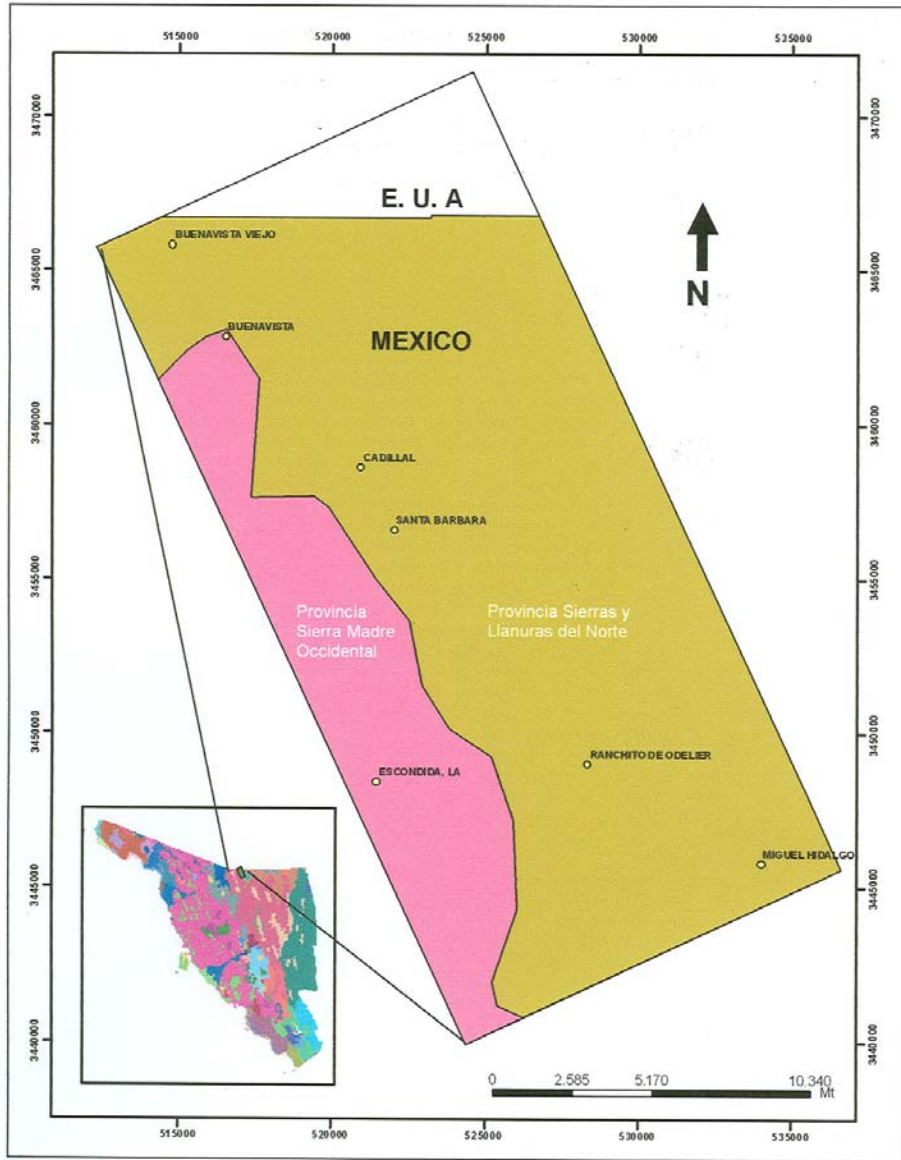 515000 520000 525000 530000 535000
3470000
3470000
E. U. A
BUENAVISTA VIEJO
3465000
3465000
N
BUENAVISTA
MEXICO
3460000
3460000
CADILLAL
SANTA BARBARA
3455000
3455000
Provincia
Sierra Madre
Occidental
Provincia Sierras y
Llanuras del Norte
3450000
3450000
RANCHITO DE ODELIER
ESCONDIDA, LA
MIGUEL HIDALGO
3445000
3445000
3440000
3440000
0 2.585 5.170 10.340
Mt
515000 520000 525000 530000 535000